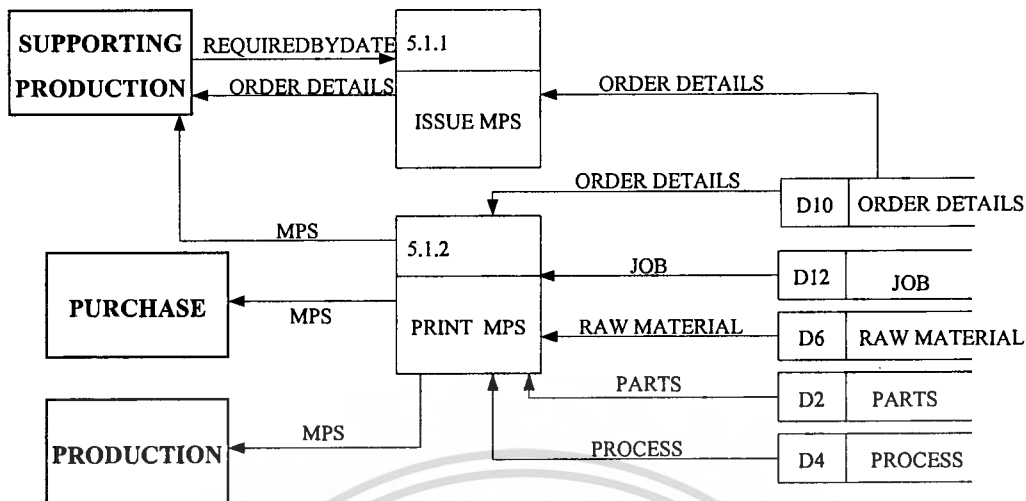 SUPPORTING
PRODUCTION
REQUIREDBYDATE
ORDER DETAILS
5.1.1
ISSUE MPS
ORDER DETAILS
ORDER DETAILS
D10
ORDER DETAILS
MPS
5.1.2
PRINT MPS
JOB
D12
JOB
PURCHASE
MPS
RAW MATERIAL
D6
RAW MATERIAL
PARTS
D2
PARTS
PRODUCTION
MPS
PROCESS
D4
PROCESS